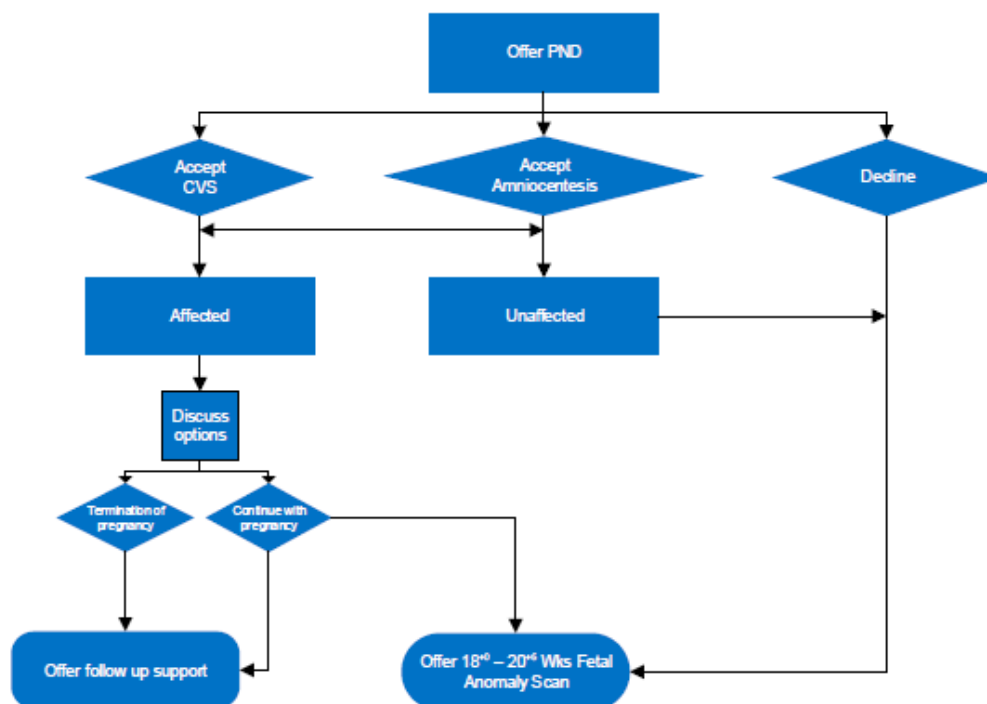 Offer PND
Accept
CVS
Accept
Amniocentesis
Decline
Affected
Unaffected
Discuss
options
Termination of
pregnancy
Continue with
pregnancy
Offer follow up support
Offer 18⁺⁰ – 20⁺⁶ Wks Fetal
Anomaly Scan